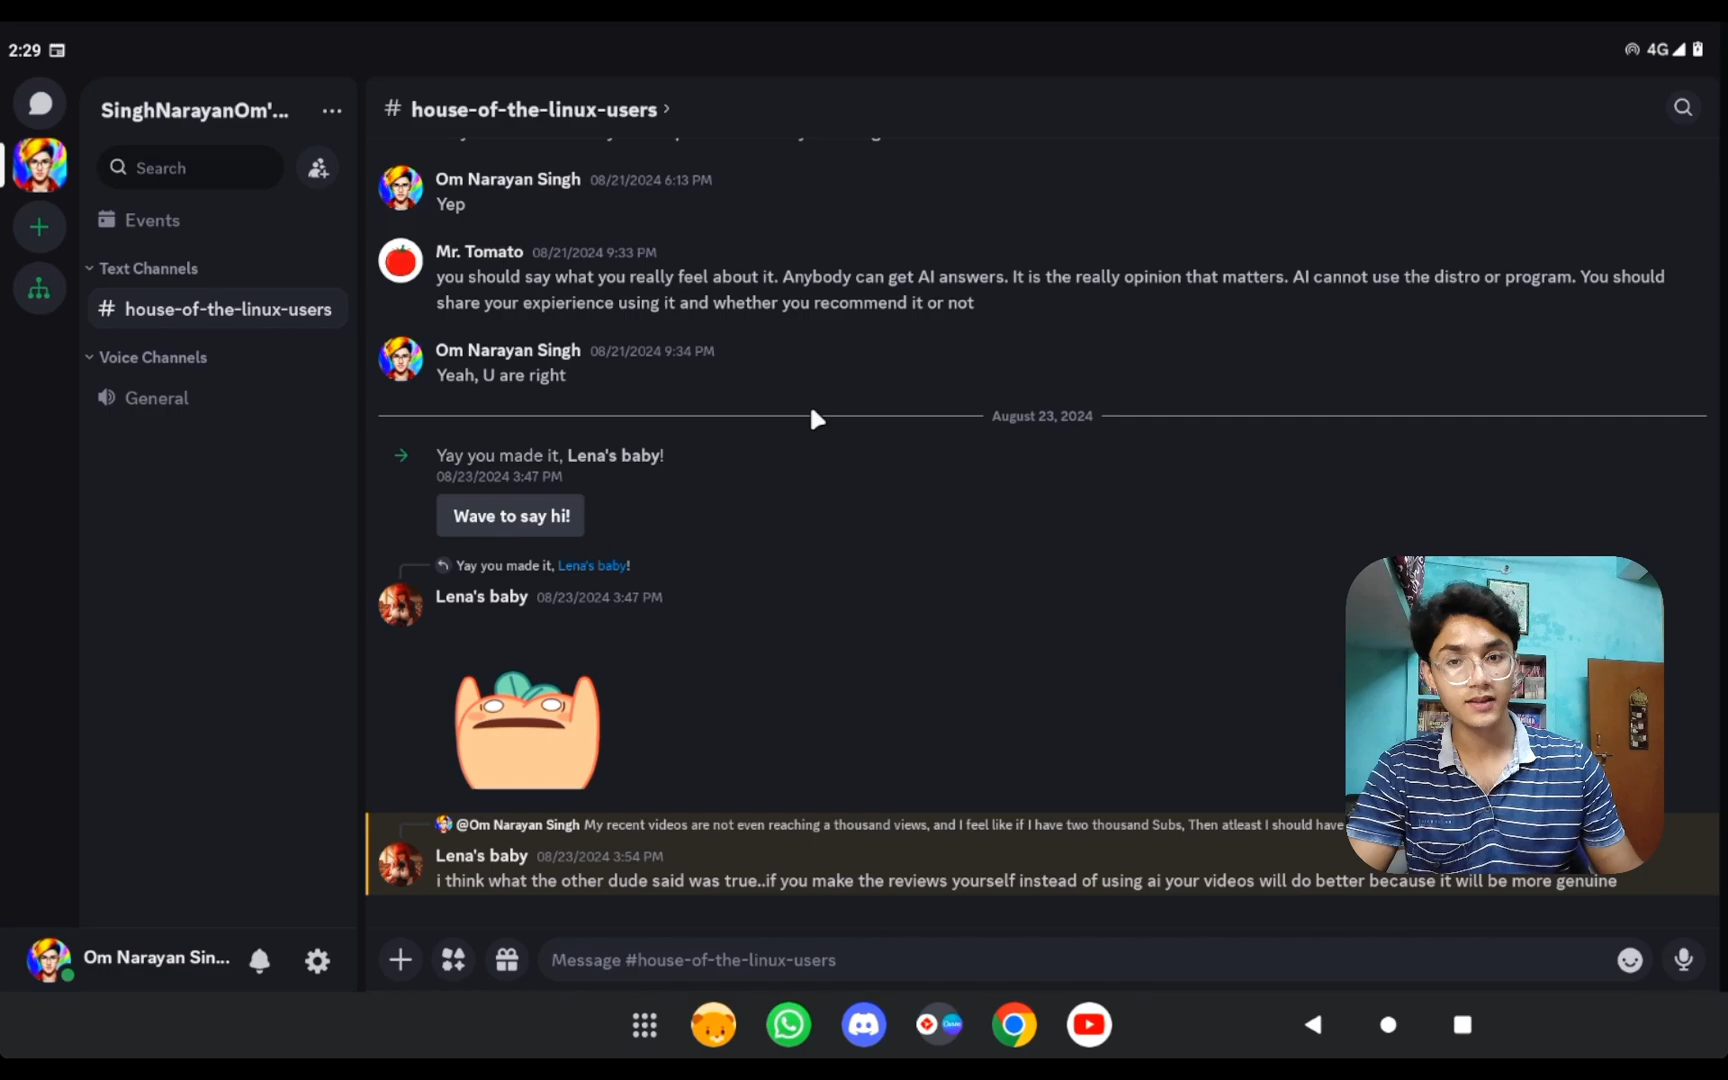 2:29
4G
SinghNarayanOm'...
# house-of-the-linux-users
Search
Events
Text Channels
# house-of-the-linux-users
Voice Channels
General
Om Narayan Singh 08/21/2024 6:13 PM
Yep
Mr. Tomato 08/21/2024 9:33 PM
you should say what you really feel about it. Anybody can get AI answers. It is the really opinion that matters. AI cannot use the distro or program. You should
share your expierience using it and whether you recommend it or not
Om Narayan Singh 08/21/2024 9:34 PM
Yeah, U are right
August 23, 2024
Yay you made it, Lena's baby!
08/23/2024 3:47 PM
Wave to say hi!
Yay you made it, Lena's baby!
Lena's baby 08/23/2024 3:47 PM
@Om Narayan Singh My recent videos are not even reaching a thousand views, and I feel like if I have two thousand Subs, Then atleast I should have
Lena's baby 08/23/2024 3:54 PM
i think what the other dude said was true..if you make the reviews yourself instead of using ai your videos will do better because it will be more genuine
Om Narayan Sin...
Message #house-of-the-linux-users